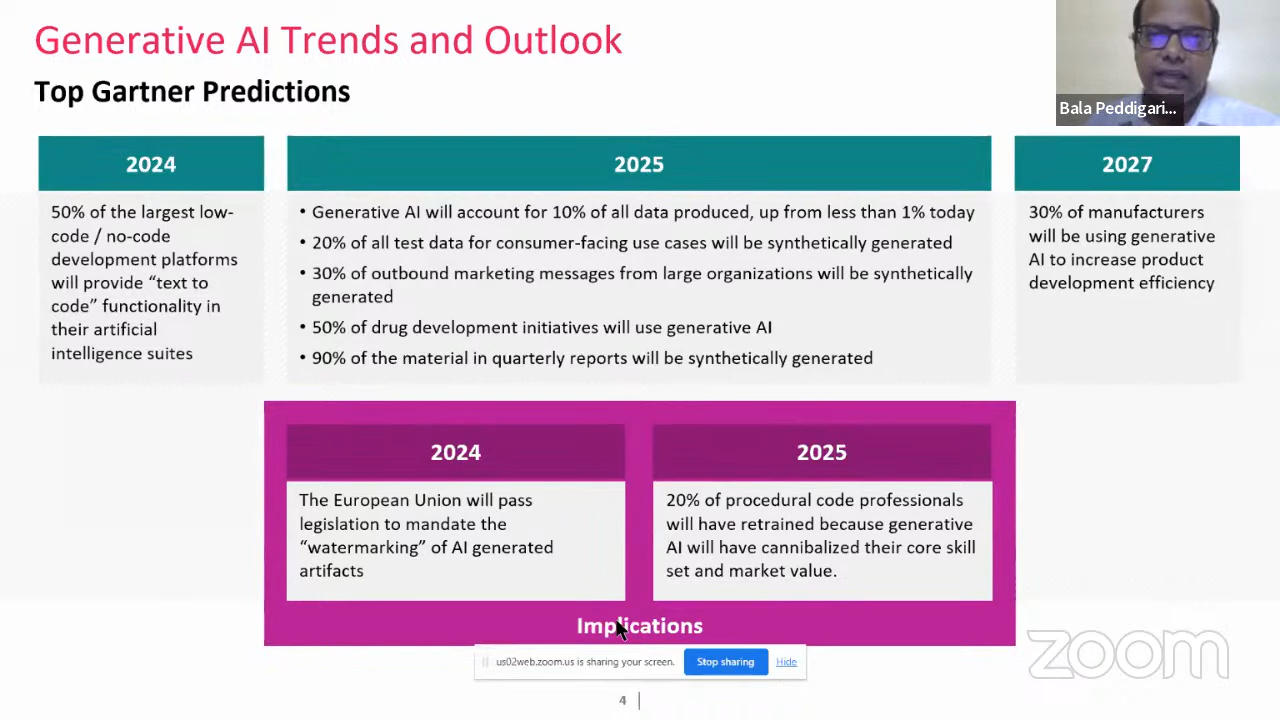 Generative AI Trends and Outlook
Top Gartner Predictions
Bala Peddigari...
2024
50% of the largest low-
code / no-code
development platforms
will provide “text to
code” functionality in
their artificial
intelligence suites
2025
• Generative AI will account for 10% of all data produced, up from less than 1% today
• 20% of all test data for consumer-facing use cases will be synthetically generated
• 30% of outbound marketing messages from large organizations will be synthetically
generated
• 50% of drug development initiatives will use generative AI
• 90% of the material in quarterly reports will be synthetically generated
2027
30% of manufacturers
will be using generative
AI to increase product
development efficiency
2024
The European Union will pass
legislation to mandate the
“watermarking” of AI generated
artifacts
2025
20% of procedural code professionals
will have retrained because generative
AI will have cannibalized their core skill
set and market value.
Implications
us02web.zoom.us is sharing your screen.
Stop sharing
Hide
zoom
4